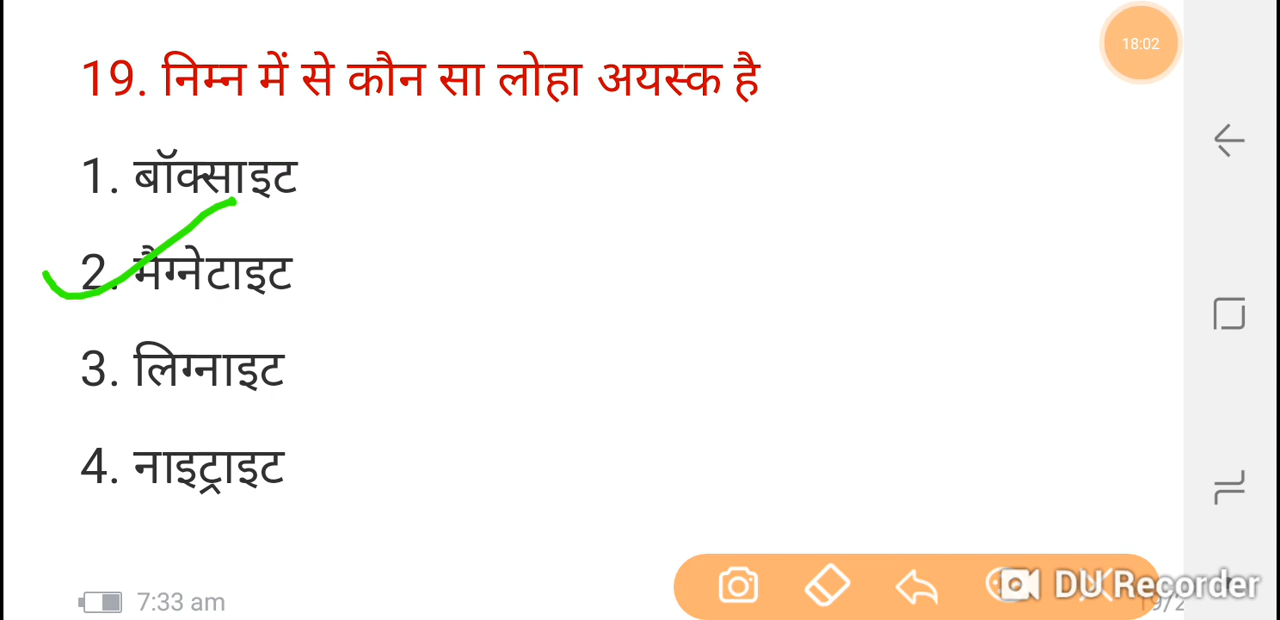 18:02
19. निम्न में से कौन सा लोहा अयस्क है
1. बॉक्साइट
2. मैग्नेटाइट
3. लिग्नाइट
4. नाइट्राइट
DU Recorder
7:33 am